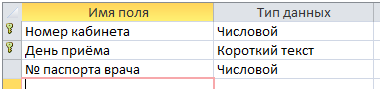 Имя поля Тип данных
Номер кабинета Числовой
День приёма Короткий текст
№ паспорта врача Числовой